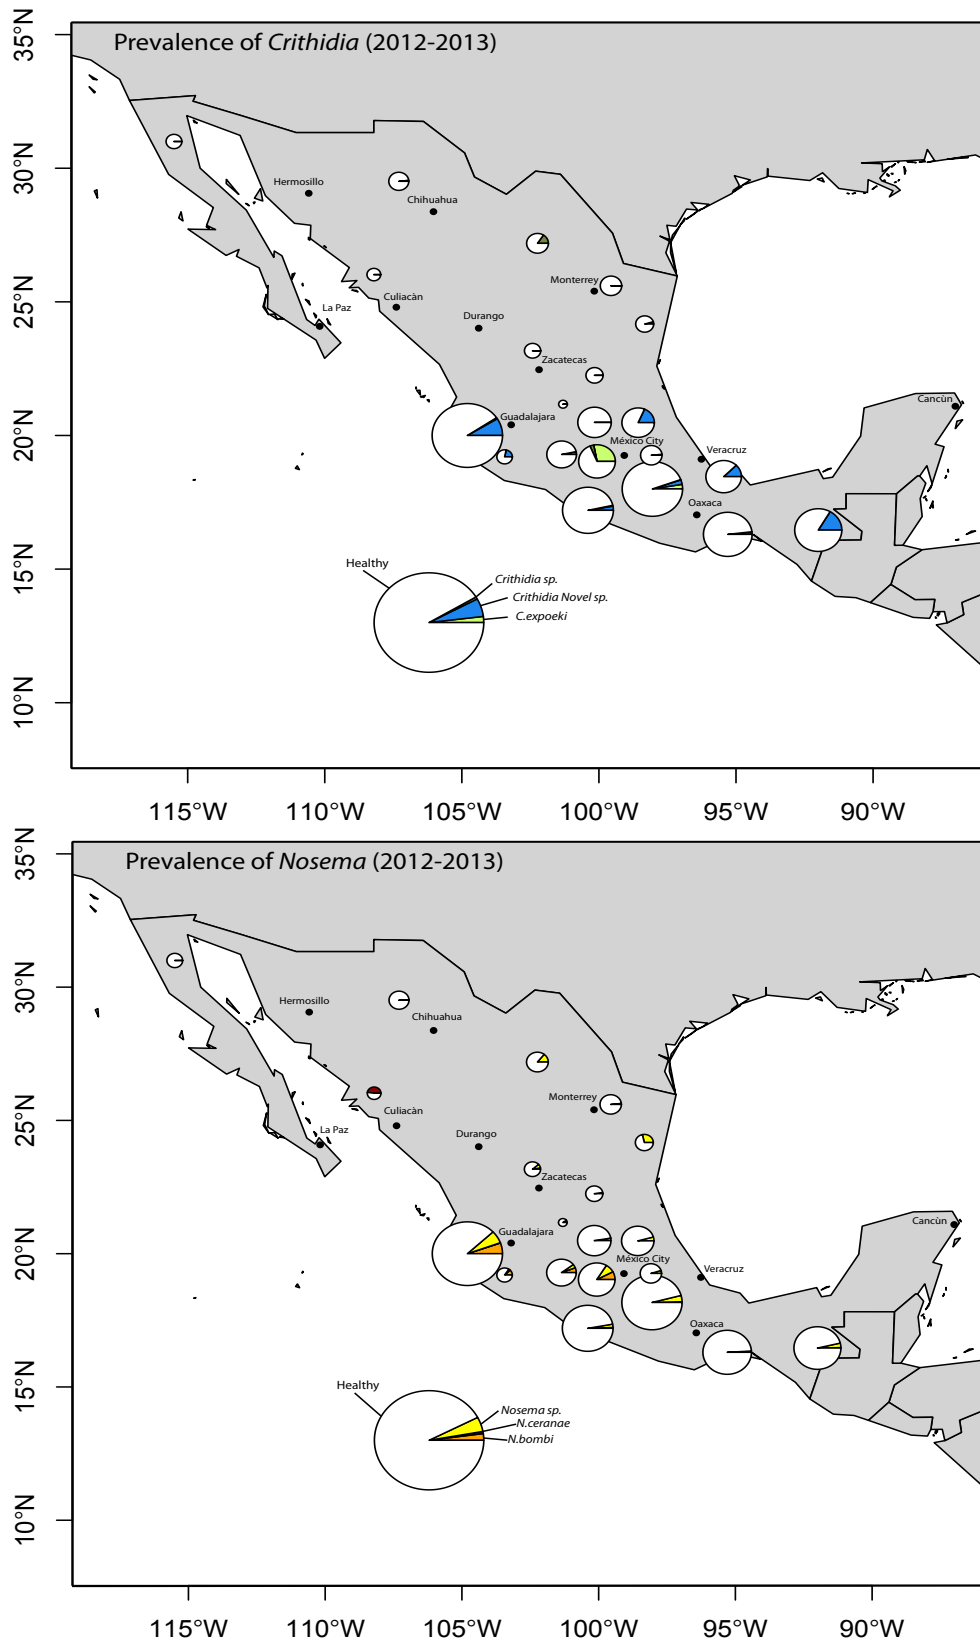 Prevalence of Crithidia (2012-2013)
35°N
30°N
25°N
20°N
15°N
10°N
Hermosillo
Chihuahua
Monterrey
La Paz
Culiacàn
Durango
Zacatecas
Cancùn
Guadalajara
México City
Veracruz
Oaxaca
Healthy
Crithidia sp.
Crithidia Novel sp.
C.expoeki
115°W 110°W 105°W 100°W 95°W 90°W
Prevalence of Nosema (2012-2013)
35°N
30°N
25°N
20°N
15°N
10°N
Hermosillo
Chihuahua
Monterrey
Culiacàn
La Paz
Durango
Zacatecas
Cancùn
Guadalajara
México City
Veracruz
Oaxaca
Healthy
Nosema sp.
N.ceranae
N.bombi
115°W 110°W 105°W 100°W 95°W 90°W